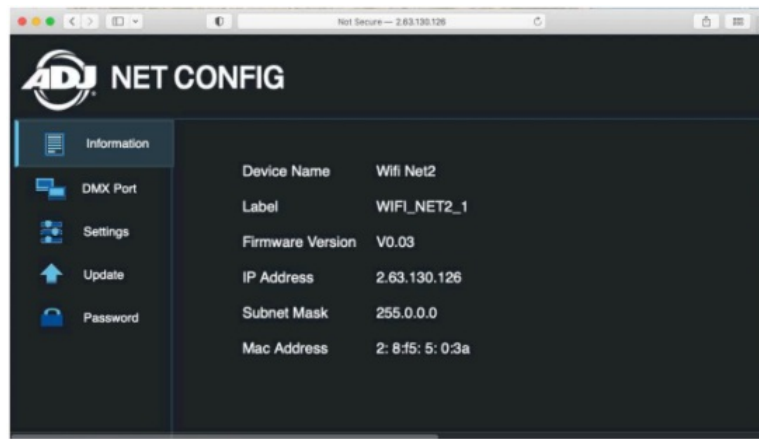 Not Secure — 2.63.130.126
ADJ NET CONFIG
Information
DMX Port
Settings
Update
Password
Device Name Wifi Net2
Label WIFI_NET2_1
Firmware Version V0.03
IP Address 2.63.130.126
Subnet Mask 255.0.0.0
Mac Address 2: 8:f5: 5: 0:3a